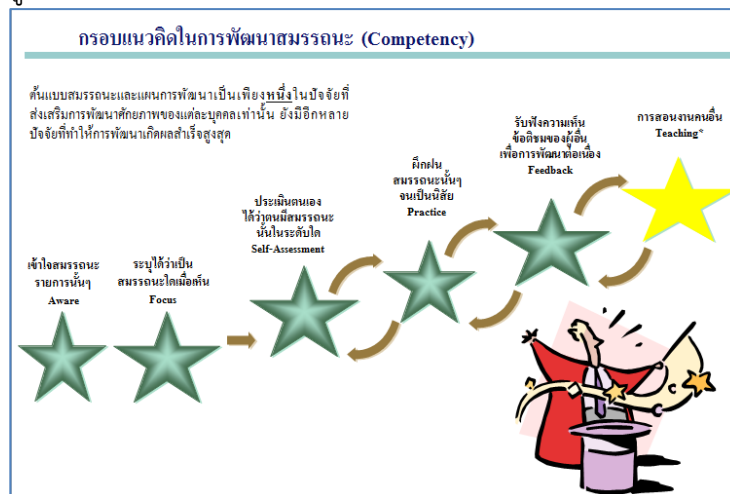 กรอบแนวคิดในการพัฒนาสมรรถนะ (Competency)
ต้นแบบสมรรถนะและแผนการพัฒนาเป็นเพียงหนึ่งในปัจจัยที่
ส่งเสริมการพัฒนาศักยภาพของแต่ละบุคคลเท่านั้น ยังมีอีกหลาย
ปัจจัยที่ทำให้การพัฒนาเกิดผลสำเร็จสูงสุด
เข้าใจสมรรถนะ
รายการนั้นๆ
Aware
ระบุได้ว่าเป็น
สมรรถนะใดเมื่อเห็น
Focus
ประเมินตนเอง
ได้ว่าตนมีสมรรถนะ
นั้นในระดับใด
Self-Assessment
ฝึกฝน
สมรรถนะนั้นๆ
จนเป็นนิสัย
Practice
รับฟังความเห็น
ข้อติชมของผู้อื่น
เพื่อการพัฒนาต่อเนื่อง
Feedback
การสอนงานคนอื่น
Teaching*